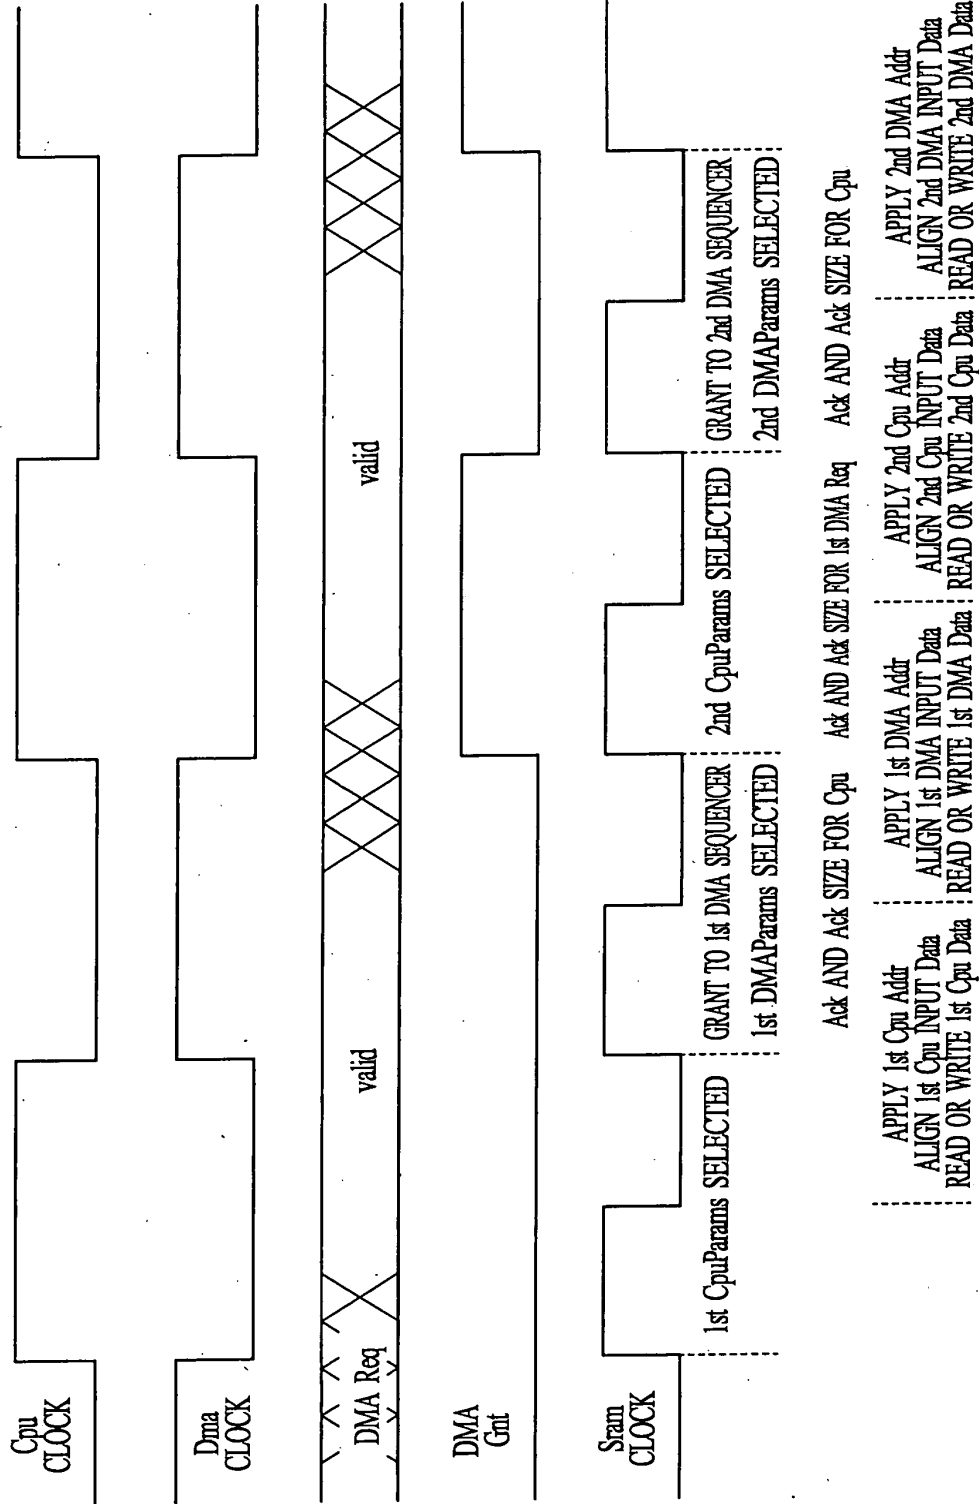 Cpu
CLOCK
Dma
CLOCK
DMA Req
valid
valid
DMA
Gnt
Sram
CLOCK
1st CpuParams SELECTED
GRANT TO 1st DMA SEQUENCER
1st DMAParams SELECTED
2nd CpuParams SELECTED
GRANT TO 2nd DMA SEQUENCER
2nd DMAParams SELECTED
Ack AND Ack SIZE FOR Cpu
Ack AND Ack SIZE FOR 1st DMA Req
Ack AND Ack SIZE FOR Cpu
APPLY 1st Cpu Addr
ALIGN 1st Cpu INPUT Data
READ OR WRITE 1st Cpu Data
APPLY 1st DMA Addr
ALIGN 1st DMA INPUT Data
READ OR WRITE 1st DMA Data
APPLY 2nd Cpu Addr
ALIGN 2nd Cpu INPUT Data
READ OR WRITE 2nd Cpu Data
APPLY 2nd DMA Addr
ALIGN 2nd DMA INPUT Data
READ OR WRITE 2nd DMA Data